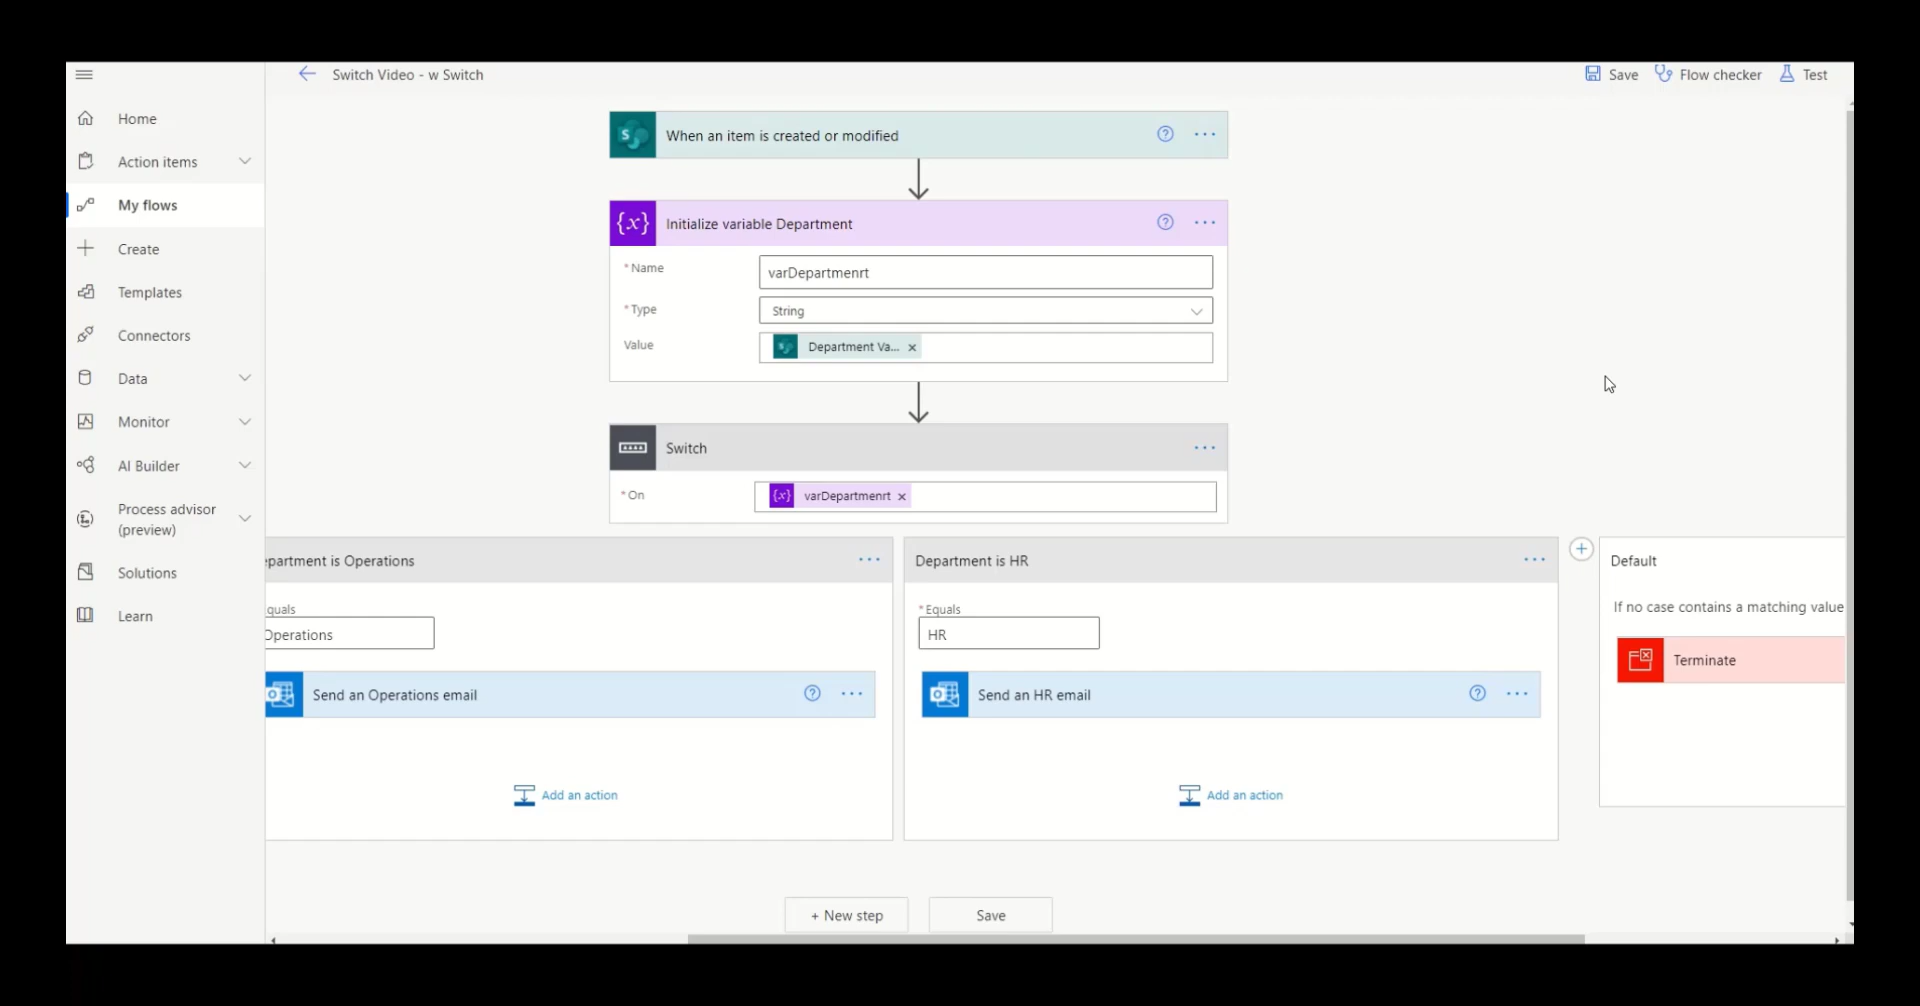 Switch Video - w Switch
Save
Flow checker
Test
Home
Action items
My flows
Create
Templates
Connectors
Data
Monitor
AI Builder
Process advisor
(preview)
Solutions
Learn
S
When an item is created or modified
{x}
Initialize variable Department
* Name
varDepartmenrt
* Type
String
Value
S
Department Va...
Switch
* On
{x}
varDepartmenrt
epartment is Operations
quals
Operations
Send an Operations email
Add an action
Department is HR
* Equals
HR
Send an HR email
Add an action
Default
If no case contains a matching value
Terminate
+ New step
Save